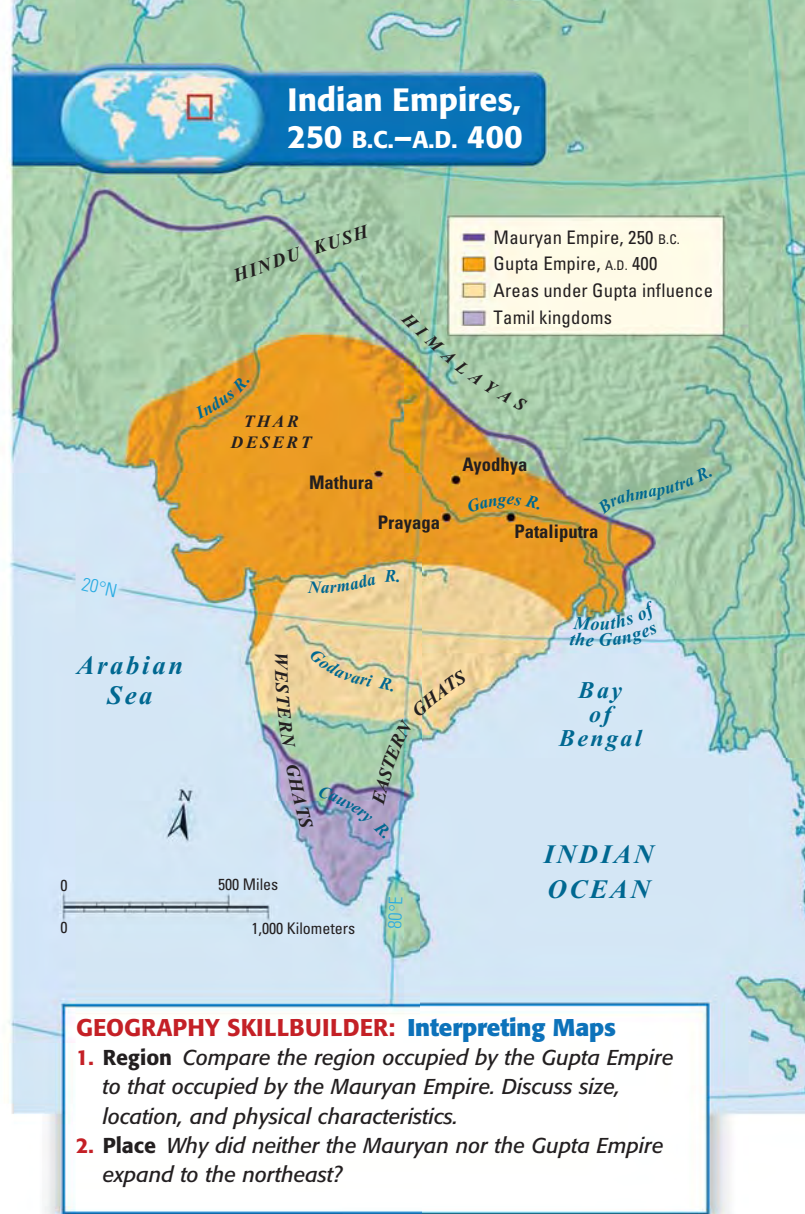 Indian Empires,
250 B.C.–A.D. 400
Mauryan Empire, 250 B.C.
Gupta Empire, A.D. 400
Areas under Gupta influence
Tamil kingdoms
HINDU KUSH
HIMALAYAS
Indus R.
THAR
DESERT
Mathura
Ayodhya
Ganges R.
Brahmaputra R.
Prayaga
Pataliputra
20°N
Narmada R.
Mouths of
the Ganges
Arabian
Sea
WESTERN GHATS
Godavari R.
EASTERN GHATS
Bay
of
Bengal
Cauvery R.
N
INDIAN
OCEAN
0
500 Miles
0
1,000 Kilometers
80°E
GEOGRAPHY SKILLBUILDER: Interpreting Maps
1. Region Compare the region occupied by the Gupta Empire
to that occupied by the Mauryan Empire. Discuss size,
location, and physical characteristics.
2. Place Why did neither the Mauryan nor the Gupta Empire
expand to the northeast?